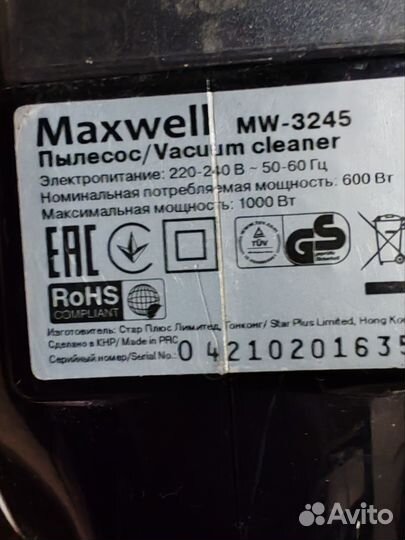 Maxwell MW-3245
Пылесос/Vacuum cleaner
Электропитание: 220-240 В ~ 50-60 Гц
Номинальная потребляемая мощность: 600 Вт
Максимальная мощность: 1000 Вт
EAC TÜV GS
RoHS
COMPLIANT
Изготовитель: Стар Плюс Лимитед, Гонконг/ Star Plus Limited, Hong
Сделано в КНР/ Made in PRC
Серийный номер/Serial No.: 0421020163
Avito